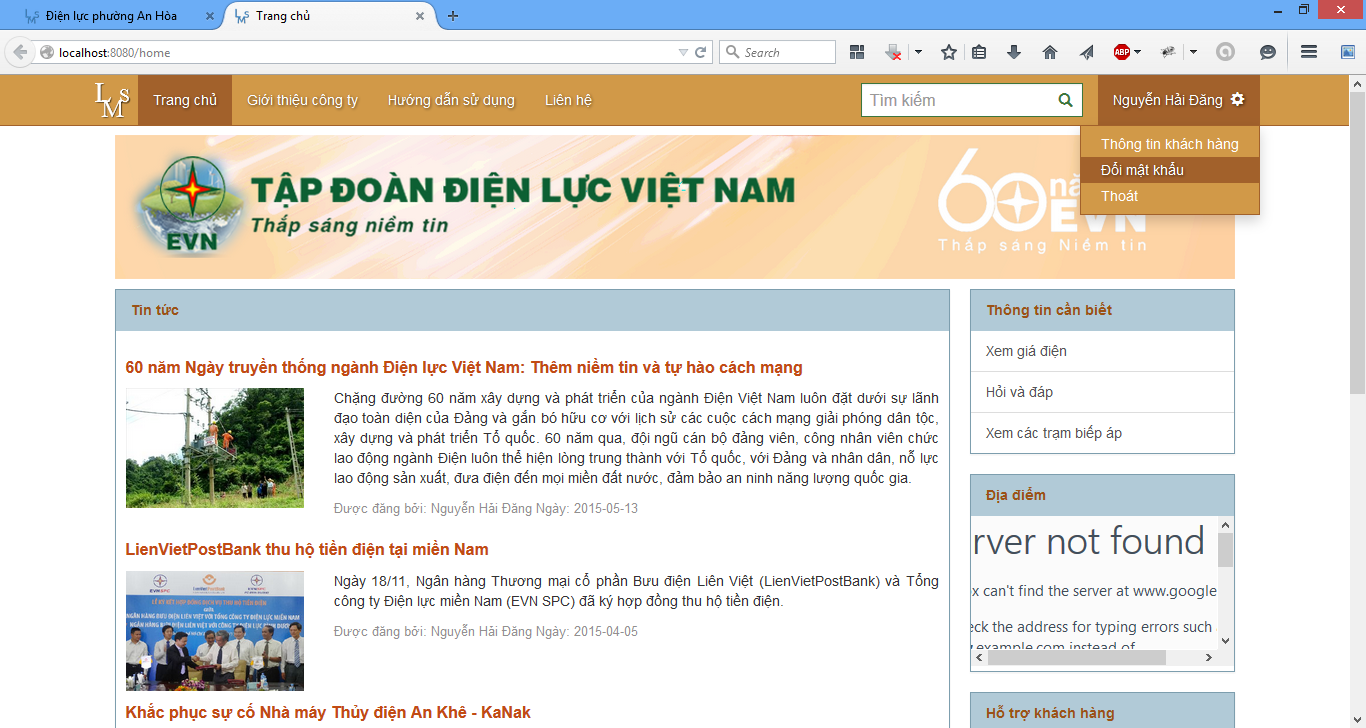 Điện lực phường An Hòa
Trang chủ
localhost:8080/home
Search
ABP
LMS
Trang chủ
Giới thiệu công ty
Hướng dẫn sử dụng
Liên hệ
Tìm kiếm
Nguyễn Hải Đăng
Thông tin khách hàng
Đổi mật khẩu
Thoát
TẬP ĐOÀN ĐIỆN LỰC VIỆT NAM
Thắp sáng niềm tin
EVN
60 nă
EVN
Thắp sáng Niềm tin
Tin tức
60 năm Ngày truyền thống ngành Điện lực Việt Nam: Thêm niềm tin và tự hào cách mạng
Chặng đường 60 năm xây dựng và phát triển của ngành Điện Việt Nam luôn đặt dưới sự lãnh
đạo toàn diện của Đảng và gắn bó hữu cơ với lịch sử các cuộc cách mạng giải phóng dân tộc,
xây dựng và phát triển Tổ quốc. 60 năm qua, đội ngũ cán bộ đảng viên, công nhân viên chức
lao động ngành Điện luôn thể hiện lòng trung thành với Tổ quốc, với Đảng và nhân dân, nỗ lực
lao động sản xuất, đưa điện đến mọi miền đất nước, đảm bảo an ninh năng lượng quốc gia.
Được đăng bởi: Nguyễn Hải Đăng Ngày: 2015-05-13
LienVietPostBank thu hộ tiền điện tại miền Nam
Ngày 18/11, Ngân hàng Thương mại cổ phần Bưu điện Liên Việt (LienVietPostBank) và Tổng
công ty Điện lực miền Nam (EVN SPC) đã ký hợp đồng thu hộ tiền điện.
Được đăng bởi: Nguyễn Hải Đăng Ngày: 2015-04-05
Khắc phục sự cố Nhà máy Thủy điện An Khê - KaNak
Thông tin cần biết
Xem giá điện
Hỏi và đáp
Xem các trạm biếp áp
Địa điểm
rver not found
x can't find the server at www.google
eck the address for typing errors such
.example.com instead of
Hỗ trợ khách hàng